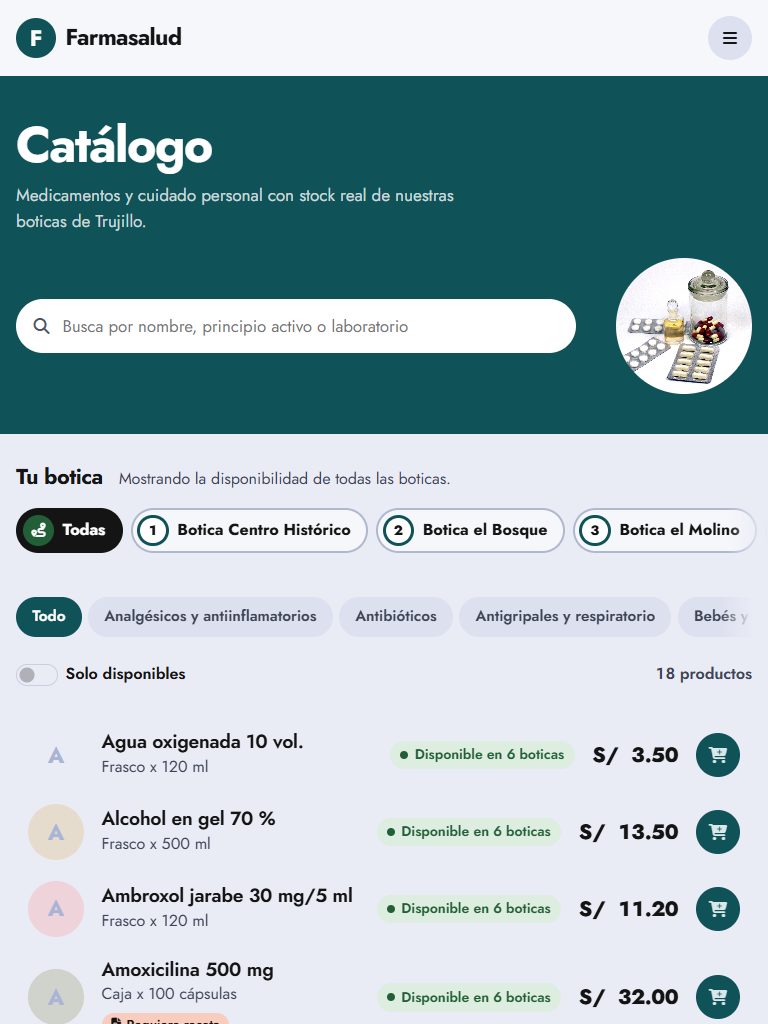 F Farmasalud
Catálogo
Medicamentos y cuidado personal con stock real de nuestras
boticas de Trujillo.
Busca por nombre, principio activo o laboratorio
Tu botica Mostrando la disponibilidad de todas las boticas.
Todas 1 Botica Centro Histórico 2 Botica el Bosque 3 Botica el Molino
Todo Analgésicos y antiinflamatorios Antibióticos Antigripales y respiratorio Bebés y
Solo disponibles 18 productos
A Agua oxigenada 10 vol. Disponible en 6 boticas S/ 3.50
Frasco x 120 ml
A Alcohol en gel 70 % Disponible en 6 boticas S/ 13.50
Frasco x 500 ml
A Ambroxol jarabe 30 mg/5 ml Disponible en 6 boticas S/ 11.20
Frasco x 120 ml
A Amoxicilina 500 mg Disponible en 6 boticas S/ 32.00
Caja x 100 cápsulas
Requiere receta